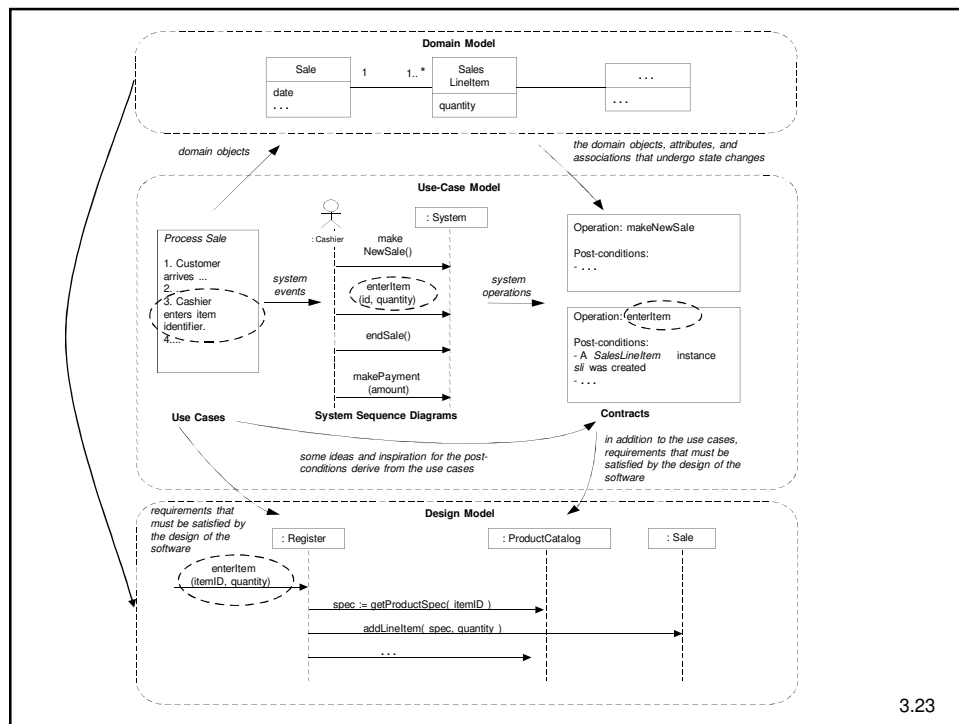 Domain Model
Sale
date
. . .
1
1.. *
Sales
LineItem
quantity
. . .
. . .
domain objects
the domain objects, attributes, and
associations that undergo state changes
Use-Case Model
Process Sale
1. Customer
arrives ...
2. ...
3. Cashier
enters item
identifier.
4....
system
events
: Cashier
: System
make
NewSale()
enterItem
(id, quantity)
endSale()
makePayment
(amount)
system
operations
Operation: makeNewSale
Post-conditions:
- . . .
Operation: enterItem
Post-conditions:
- A SalesLineItem instance
sli was created
- . . .
Use Cases
System Sequence Diagrams
Contracts
some ideas and inspiration for the post-
conditions derive from the use cases
in addition to the use cases,
requirements that must be
satisfied by the design of the
software
Design Model
requirements that
must be satisfied by
the design of the
software
: Register
: ProductCatalog
: Sale
enterItem
(itemID, quantity)
spec := getProductSpec( itemID )
addLineItem( spec, quantity )
. . .
3.23